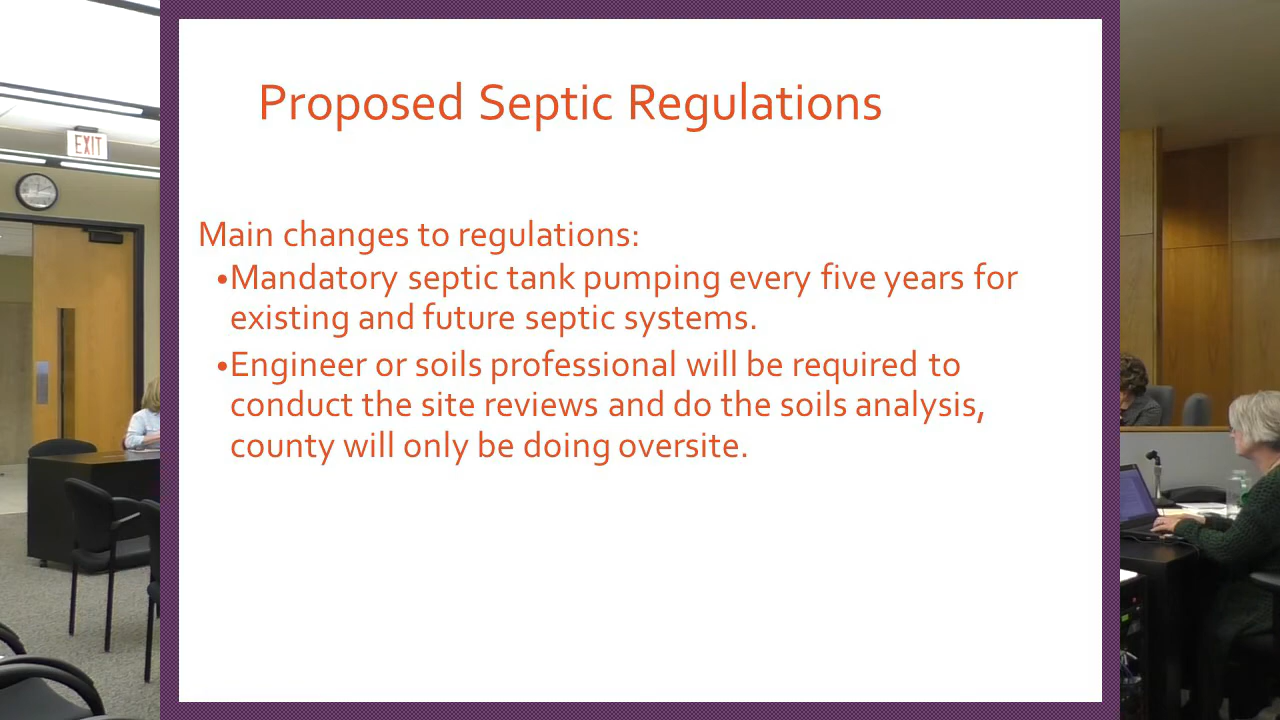 Proposed Septic Regulations
EXIT
Main changes to regulations:
•Mandatory septic tank pumping every five years for
existing and future septic systems.
•Engineer or soils professional will be required to
conduct the site reviews and do the soils analysis,
county will only be doing oversite.